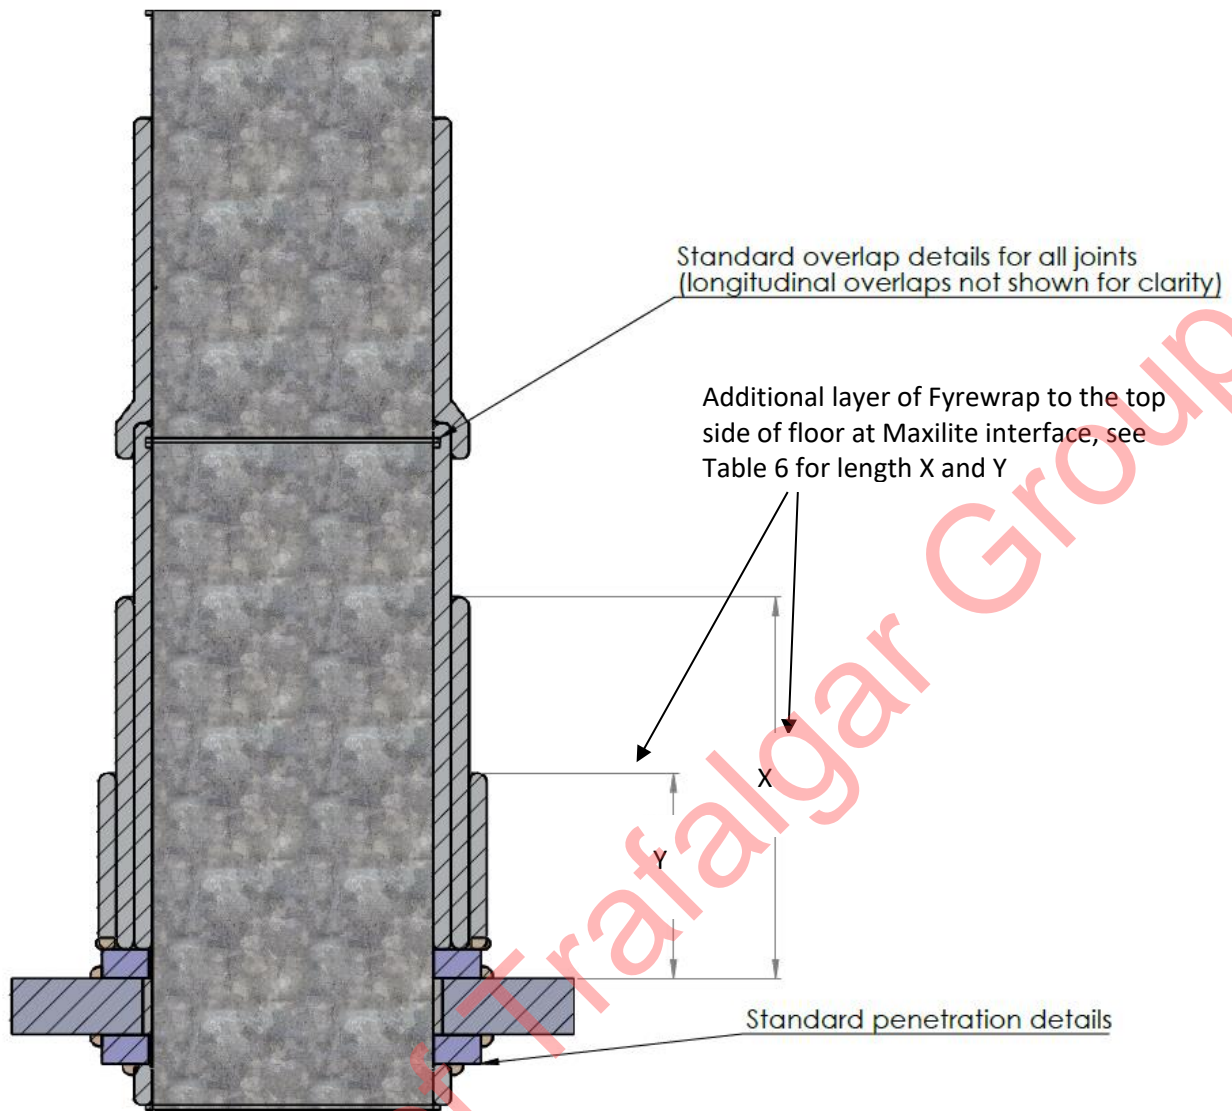 Standard overlap details for all joints
(longitudinal overlaps not shown for clarity)
Additional layer of Fyrewrap to the top
side of floor at Maxilite interface, see
Table 6 for length X and Y
X
Y
Standard penetration details
Trafalgar Group